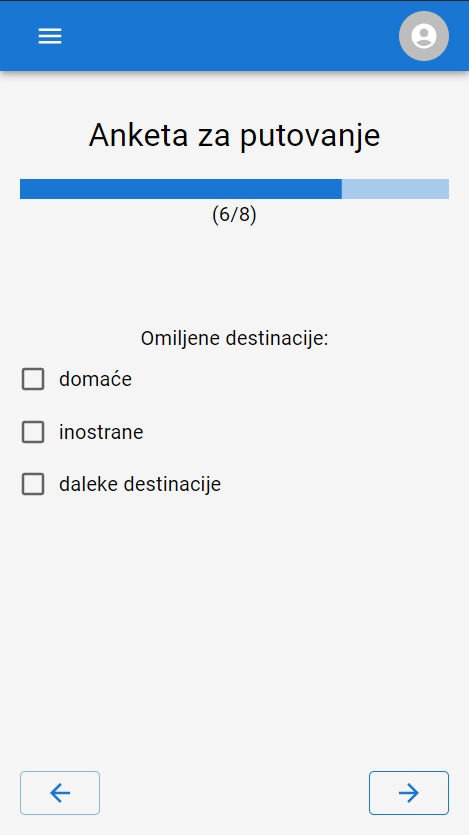 Anketa za putovanje
(6/8)
Omiljene destinacije:
domaće
inostrane
daleke destinacije